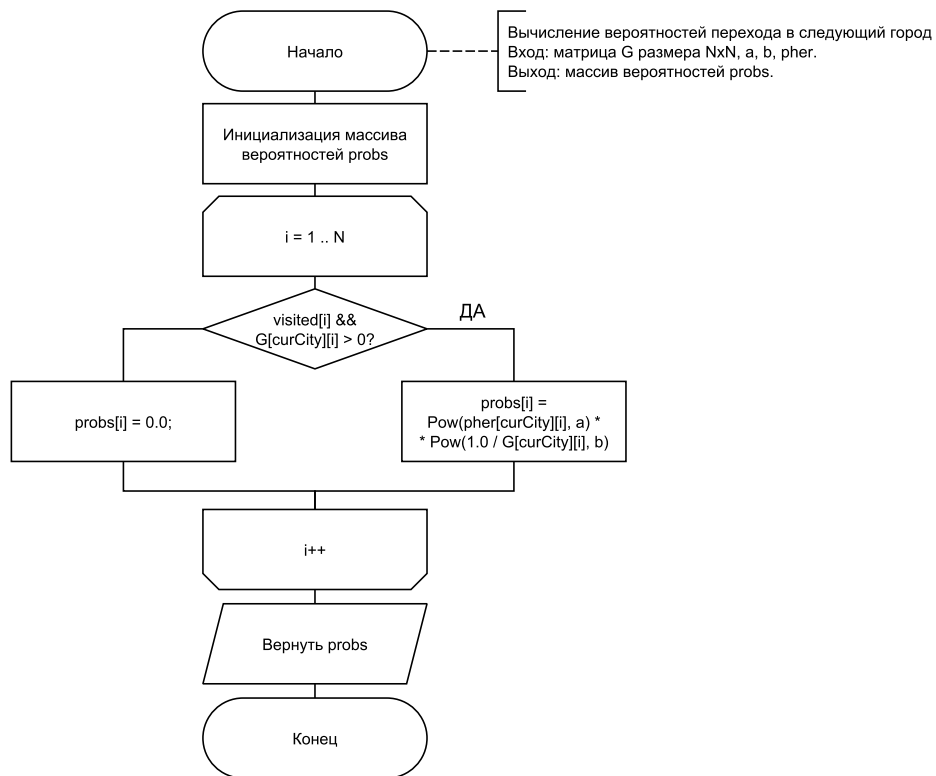 Начало
Вычисление вероятностей перехода в следующий город
Вход: матрица G размера NxN, a, b, pher.
Выход: массив вероятностей probs.
Инициализация массива
вероятностей probs
i = 1 .. N
visited[i] &&
G[curCity][i] > 0?
ДА
probs[i] = 0.0;
probs[i] =
Pow(pher[curCity][i], a) *
* Pow(1.0 / G[curCity][i], b)
i++
Вернуть probs
Конец